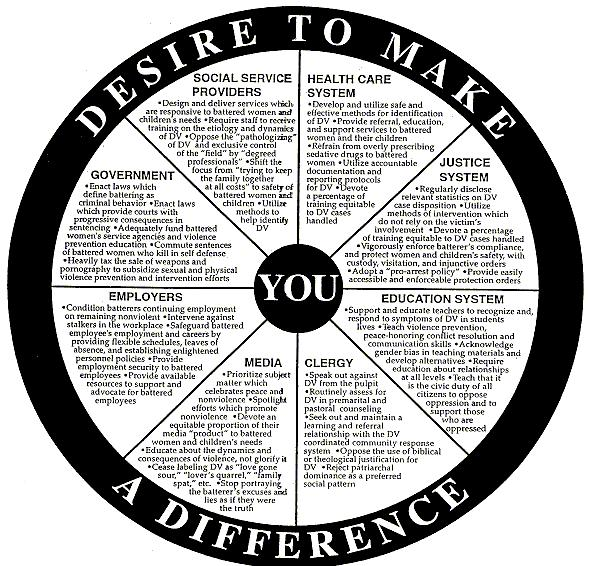 DESIRE TO MAKE
SOCIAL SERVICE
PROVIDERS
•Design and deliver services which
are responsive to battered women and
children's needs •Require staff to receive
training on the etiology and dynamics
of DV •Oppose the "pathologizing"
of DV and exclusive control
of the "field" by "degreed
professionals" •Shift the
focus from "trying to keep
the family together
at all costs" to safety of
battered women and
children •Utilize
methods to
help identify
DV
HEALTH CARE
SYSTEM
•Develop and utilize safe and
effective methods for identification
of DV •Provide referral, education,
and support services to battered
women and their children
•Refrain from overly prescribing
sedative drugs to battered
women •Utilize accountable
documentation and
reporting protocols
for DV •Devote
a percentage of
training equitable
to DV cases
handled
JUSTICE
SYSTEM
•Regularly disclose
relevant statistics on DV
case disposition •Utilize
methods of intervention which
do not rely on the victim's
involvement •Devote a percentage
of training equitable to DV cases handled
•Vigorously enforce batterer's compliance,
and protect women and children's safety, with
custody, visitation, and injunctive orders
•Adopt a "pro-arrest policy" •Provide easily
accessible and enforceable protection orders
EDUCATION SYSTEM
•Support and educate teachers to recognize and,
respond to symptoms of DV in students
lives •Teach violence prevention,
peace-honoring conflict resolution and
communication skills •Acknowledge
gender bias in teaching materials and
develop alternatives •Require
education about relationships
at all levels •Teach that it
is the civic duty of all
citizens to oppose
oppression and to
support those
who are
oppressed
CLERGY
•Speak out against
DV from the pulpit
•Routinely assess for
DV in premarital and
pastoral counseling
•Seek out and maintain a
learning and referral
relationship with the DV
coordinated community response
system •Oppose the use of biblical
or theological justification for
DV •Reject patriarchal
dominance as a preferred
social pattern
MEDIA
•Prioritize subject
matter which
celebrates peace and
nonviolence •Spotlight
efforts which promote
nonviolence •Devote an
equitable proportion of their
media "product" to battered
women and children's needs
•Educate about the dynamics and
consequences of violence, not glorify it
•Cease labeling DV as "love gone
sour," "lover's quarrel," "family
spat," etc. •Stop portraying
the batterer's excuses and
lies as if they were
the truth
EMPLOYERS
•Condition batterers continuing employment
on remaining nonviolent •Intervene against
stalkers in the workplace •Safeguard battered
employee's employment and careers by
providing flexible schedules, leaves of
absence, and establishing enlightened
personnel policies •Provide
employment security to battered
employees •Provide available
resources to support and
advocate for battered
employees
GOVERNMENT
•Enact laws which
define battering as
criminal behavior •Enact laws
which provide courts with
progressive consequences in
sentencing •Adequately fund battered
women's service agencies and violence
prevention education •Commute sentences
of battered women who kill in self defense
•Heavily tax the sale of weapons and
pornography to subsidize sexual and physical
violence prevention and intervention efforts
YOU
A DIFFERENCE